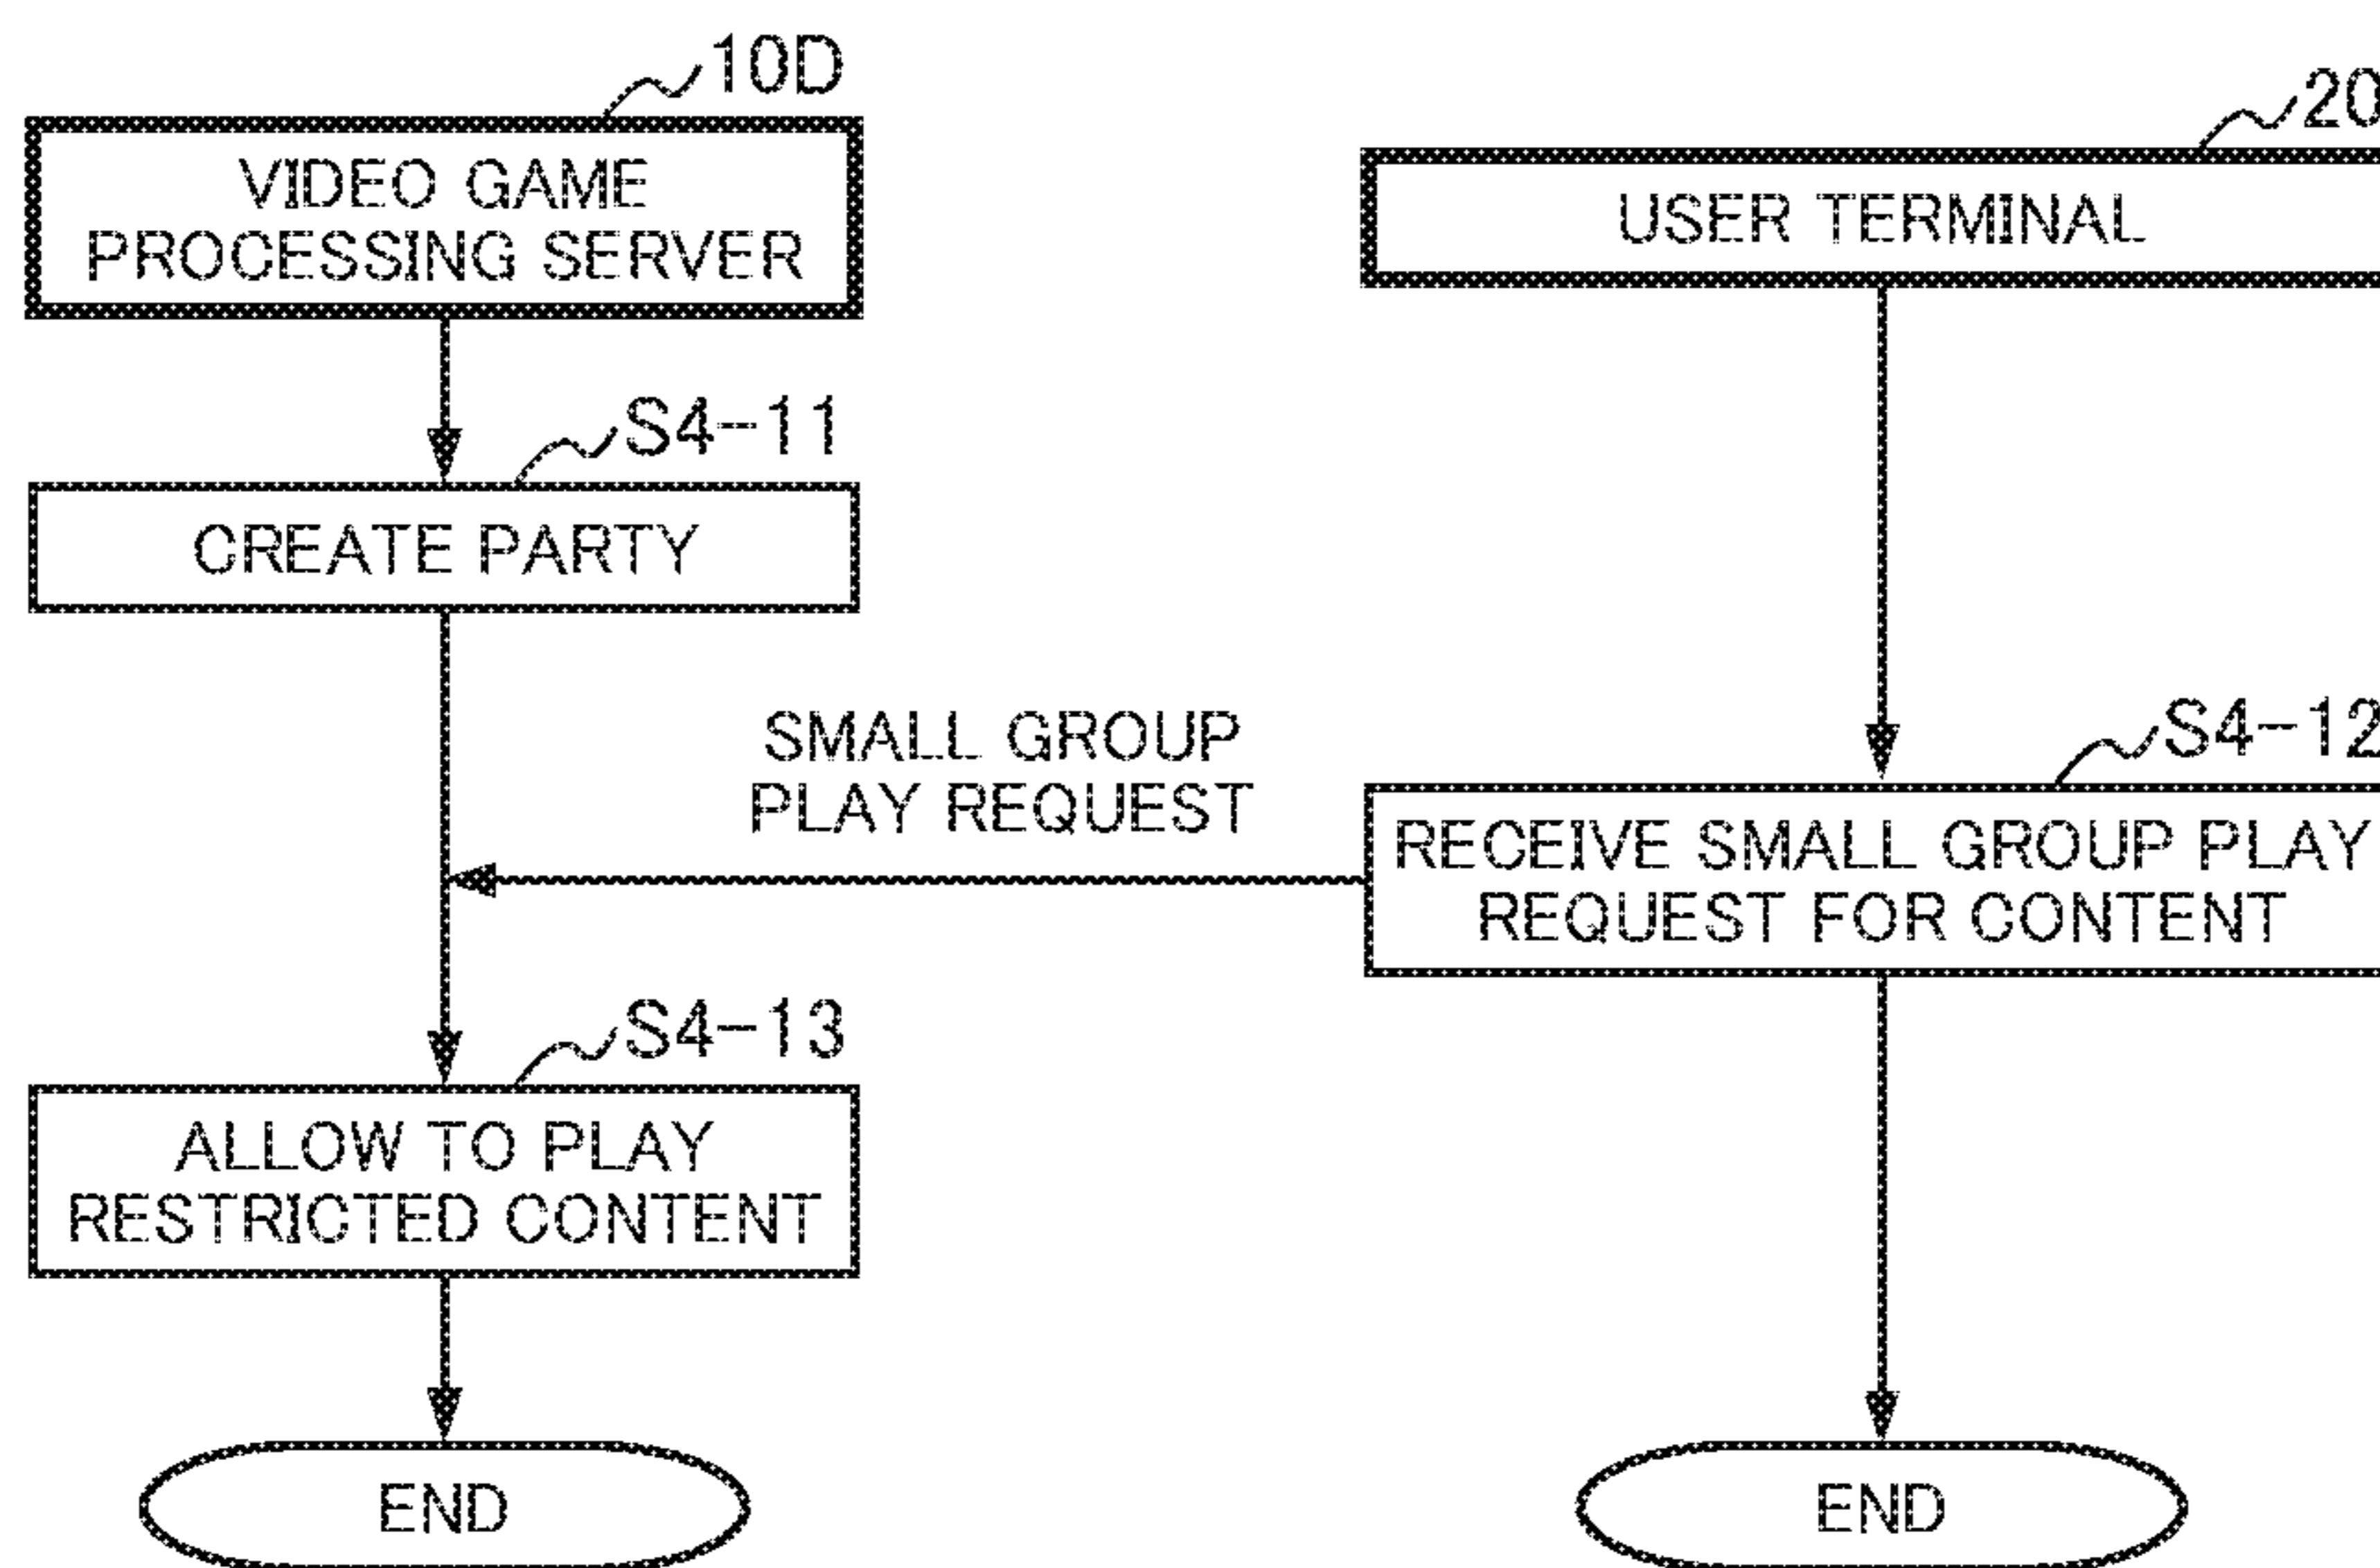 10D
VIDEO GAME
PROCESSING SERVER
20
USER TERMINAL
S4-11
CREATE PARTY
SMALL GROUP
PLAY REQUEST
S4-12
RECEIVE SMALL GROUP PLAY
REQUEST FOR CONTENT
S4-13
ALLOW TO PLAY
RESTRICTED CONTENT
END
END